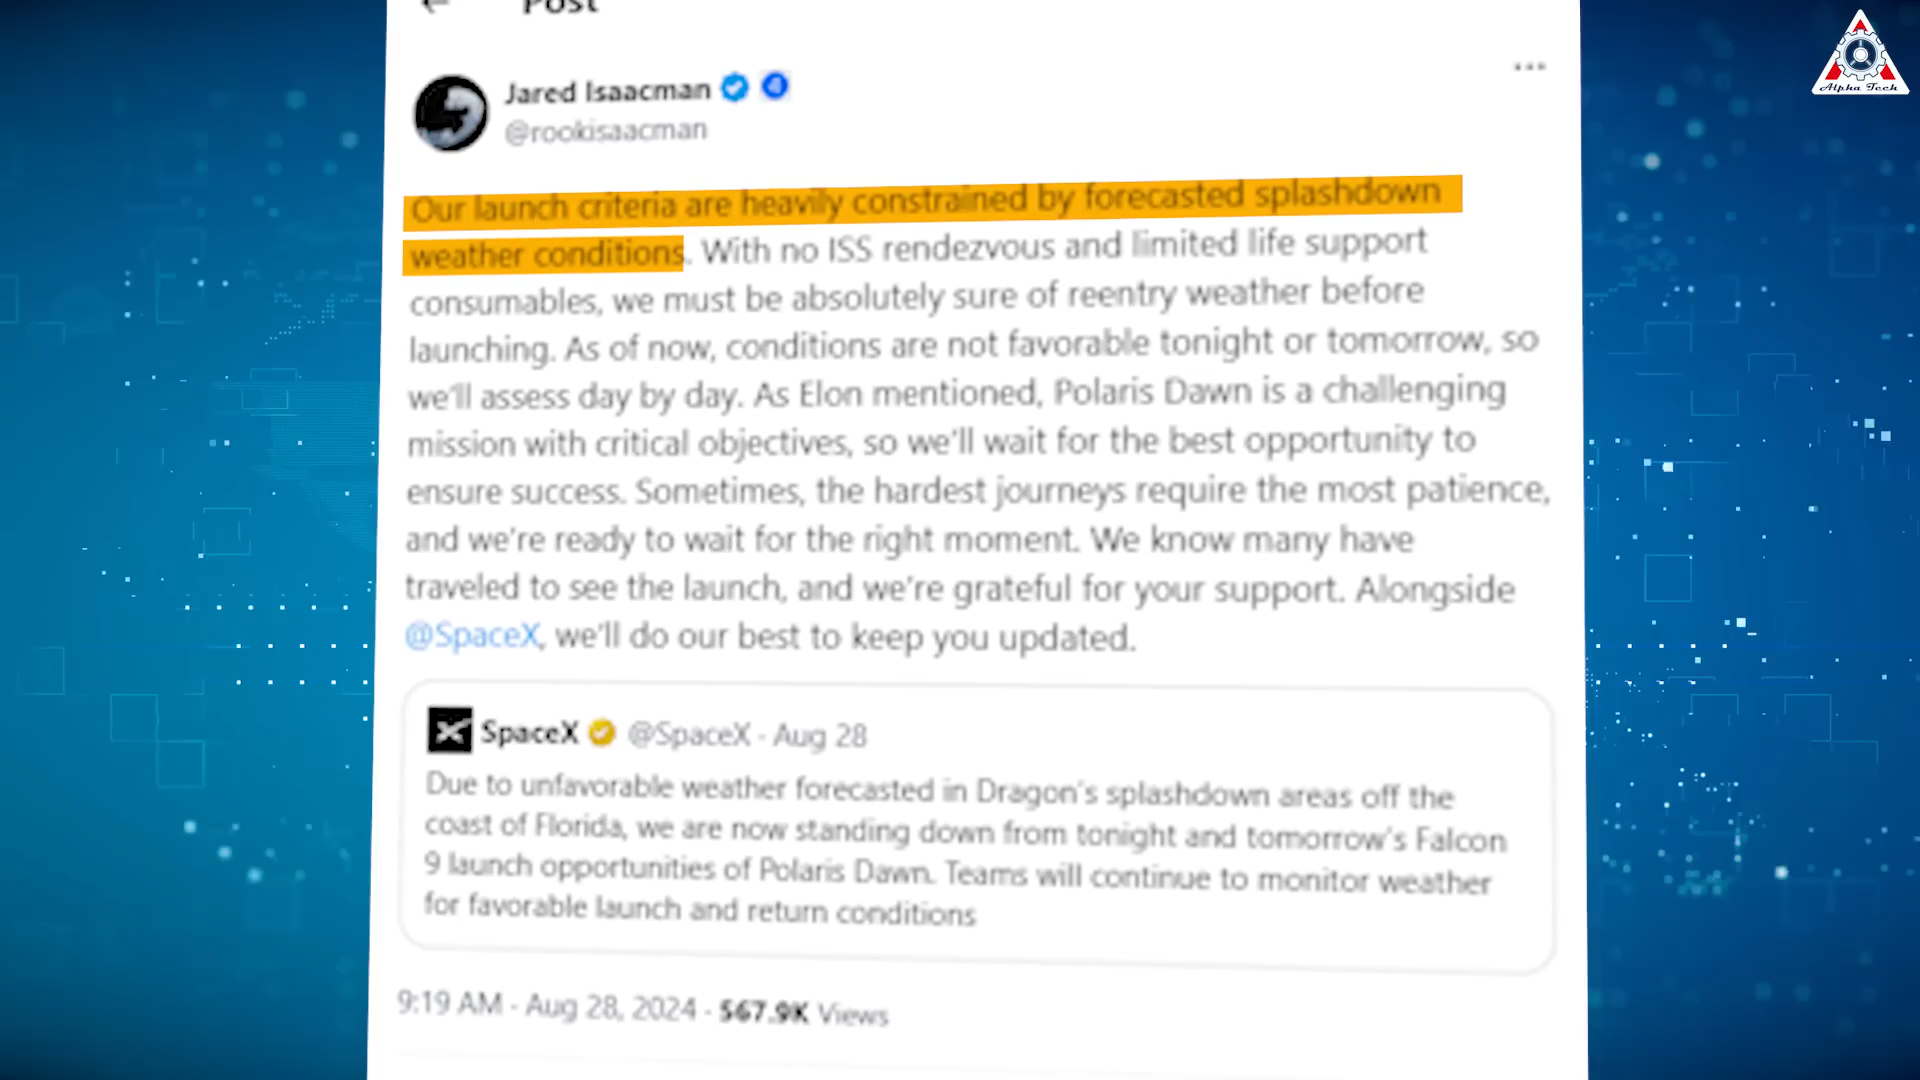 Post
Jared Isaacman
@rookisaacman
Our launch criteria are heavily constrained by forecasted splashdown
weather conditions. With no ISS rendezvous and limited life support
consumables, we must be absolutely sure of reentry weather before
launching. As of now, conditions are not favorable tonight or tomorrow, so
we'll assess day by day. As Elon mentioned, Polaris Dawn is a challenging
mission with critical objectives, so we'll wait for the best opportunity to
ensure success. Sometimes, the hardest journeys require the most patience,
and we're ready to wait for the right moment. We know many have
traveled to see the launch, and we're grateful for your support. Alongside
@SpaceX, we'll do our best to keep you updated.
SpaceX @SpaceX · Aug 28
Due to unfavorable weather forecasted in Dragon's splashdown areas off the
coast of Florida, we are now standing down from tonight and tomorrow's Falcon
9 launch opportunities of Polaris Dawn. Teams will continue to monitor weather
for favorable launch and return conditions
9:19 AM · Aug 28, 2024 · 567.9K Views
Alpha Tech